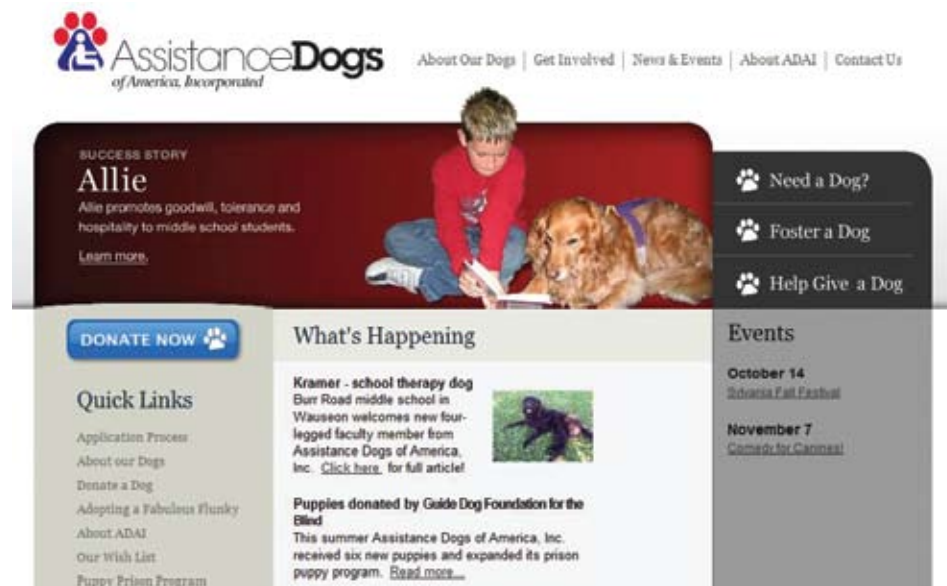 AssistanceDogs
of America, Incorporated
About Our Dogs | Get Involved | News & Events | About ADAI | Contact Us
SUCCESS STORY
Allie
Allie promotes goodwill, tolerance and
hospitality to middle school students.
Learn more.
Need a Dog?
Foster a Dog
Help Give a Dog
DONATE NOW
Quick Links
Application Process
About our Dogs
Donate a Dog
Adopting a Fabulous Flunky
About ADAI
Our Wish List
Puppy Prison Program
What's Happening
Kramer - school therapy dog
Burr Road middle school in
Wauseon welcomes new four-
legged faculty member from
Assistance Dogs of America,
Inc. Click here for full article!
Puppies donated by Guide Dog Foundation for the
Blind
This summer Assistance Dogs of America, Inc.
received six new puppies and expanded its prison
puppy program. Read more...
Events
October 14
Fall Festival
November 7
Comedy for Canines!